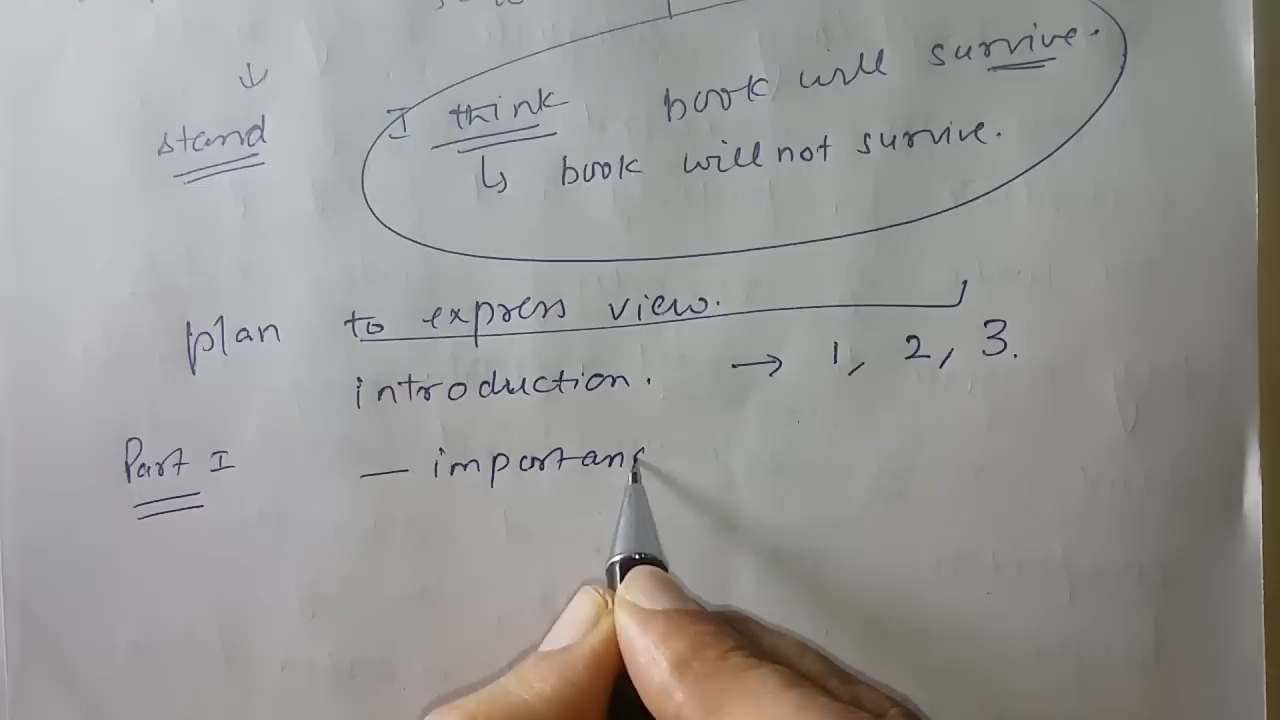 stand
I think book will survive.
↳ book will not survive.
plan to express view.
introduction. → 1, 2, 3.
Part I — importan